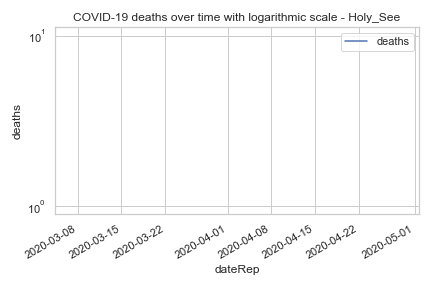 COVID-19 deaths over time with logarithmic scale - Holy_See
deaths
10¹
10⁰
deaths
2020-03-08 2020-03-15 2020-03-22 2020-04-01 2020-04-08 2020-04-15 2020-04-22 2020-05-01
dateRep